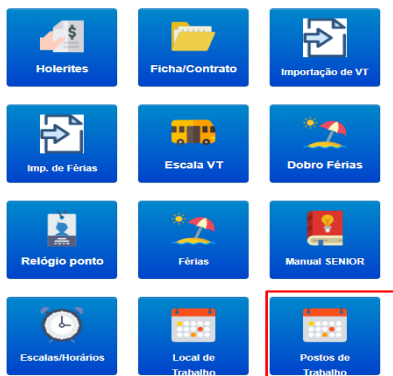 Holerites
Ficha/Contrato
Importação de VT
Imp. de Férias
Escala VT
Dobro Férias
Relógio ponto
Férias
Manual SENIOR
Escalas/Horários
Local de
Trabalho
Postos de
Trabalho